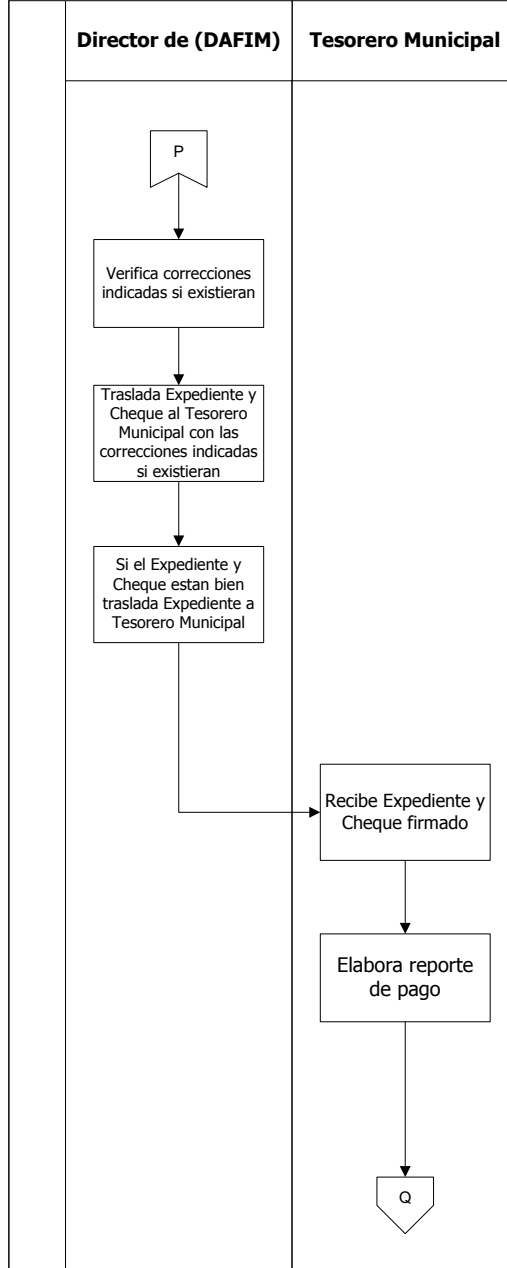 Director de (DAFIM)
Tesorero Municipal
P
Verifica correcciones
indicadas si existieran
Traslada Expediente y
Cheque al Tesorero
Municipal con las
correcciones indicadas
si existieran
Si el Expediente y
Cheque estan bien
traslada Expediente a
Tesorero Municipal
Recibe Expediente y
Cheque firmado
Elabora reporte
de pago
Q